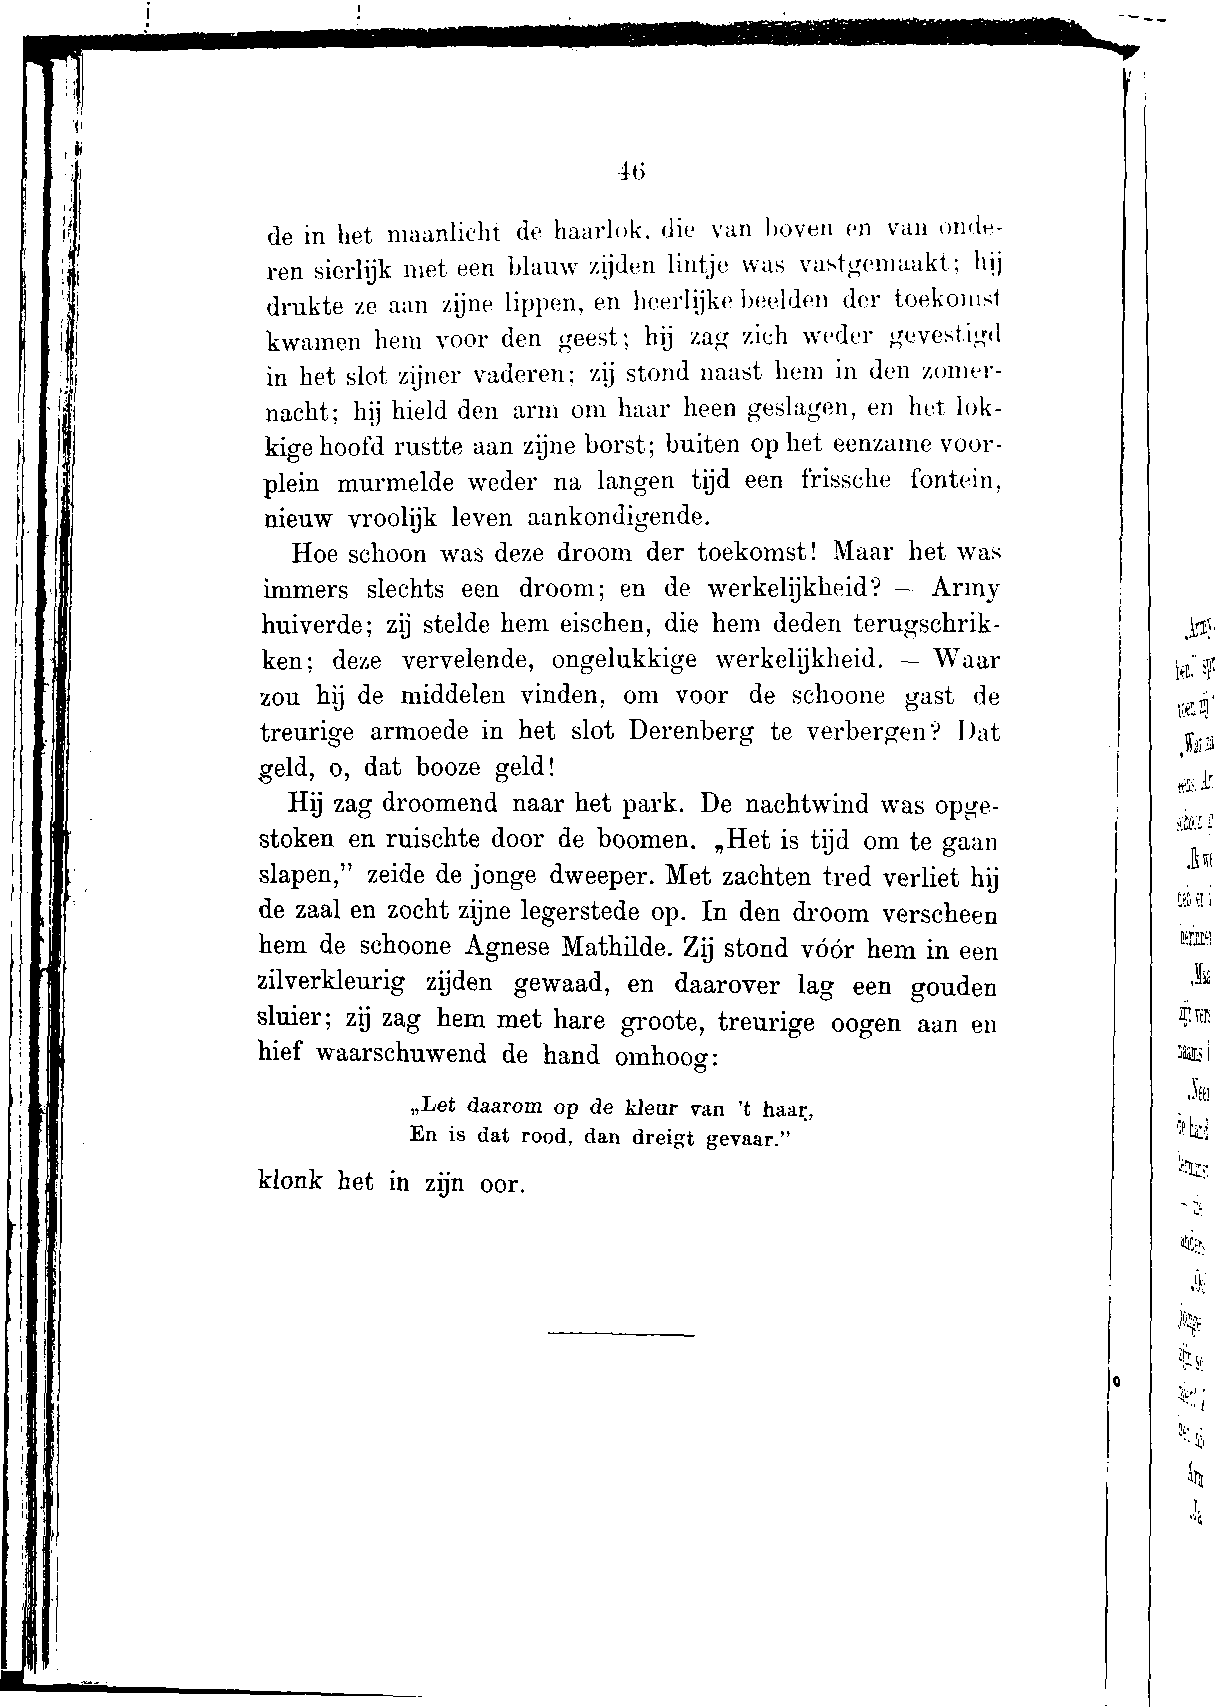 46
de in het maanlicht de haarlok, die van boven en van onde-
ren sierlijk met een blauw zijden lintje was vastgemaakt; hij
drukte ze aan zijne lippen, en heerlijke beelden der toekomst
kwamen hem voor den geest; hij zag zich weder gevestigd
in het slot zijner vaderen; zij stond naast hem in den zomer-
nacht; hij hield den arm om haar heen geslagen, en het lok-
kige hoofd rustte aan zijne borst; buiten op het eenzame voor-
plein murmelde weder na langen tijd een frissche fontein,
nieuw vroolijk leven aankondigende.
Hoe schoon was deze droom der toekomst! Maar het was
immers slechts een droom; en de werkelijkheid? — Army
huiverde; zij stelde hem eischen, die hem deden terugschrik-
ken; deze vervelende, ongelukkige werkelijkheid. — Waar
zou hij de middelen vinden, om voor de schoone gast de
treurige armoede in het slot Derenberg te verbergen? Dat
geld, o, dat booze geld!
Hij zag droomend naar het park. De nachtwind was opge-
stoken en ruischte door de boomen. „Het is tijd om te gaan
slapen,” zeide de jonge dweeper. Met zachten tred verliet hij
de zaal en zocht zijne legerstede op. In den droom verscheen
hem de schoone Agnese Mathilde. Zij stond vóór hem in een
zilverkleurig zijden gewaad, en daarover lag een gouden
sluier; zij zag hem met hare groote, treurige oogen aan en
hief waarschuwend de hand omhoog:
„Let daarom op de kleur van 't haar,
En is dat rood, dan dreigt gevaar.”
klonk het in zijn oor.